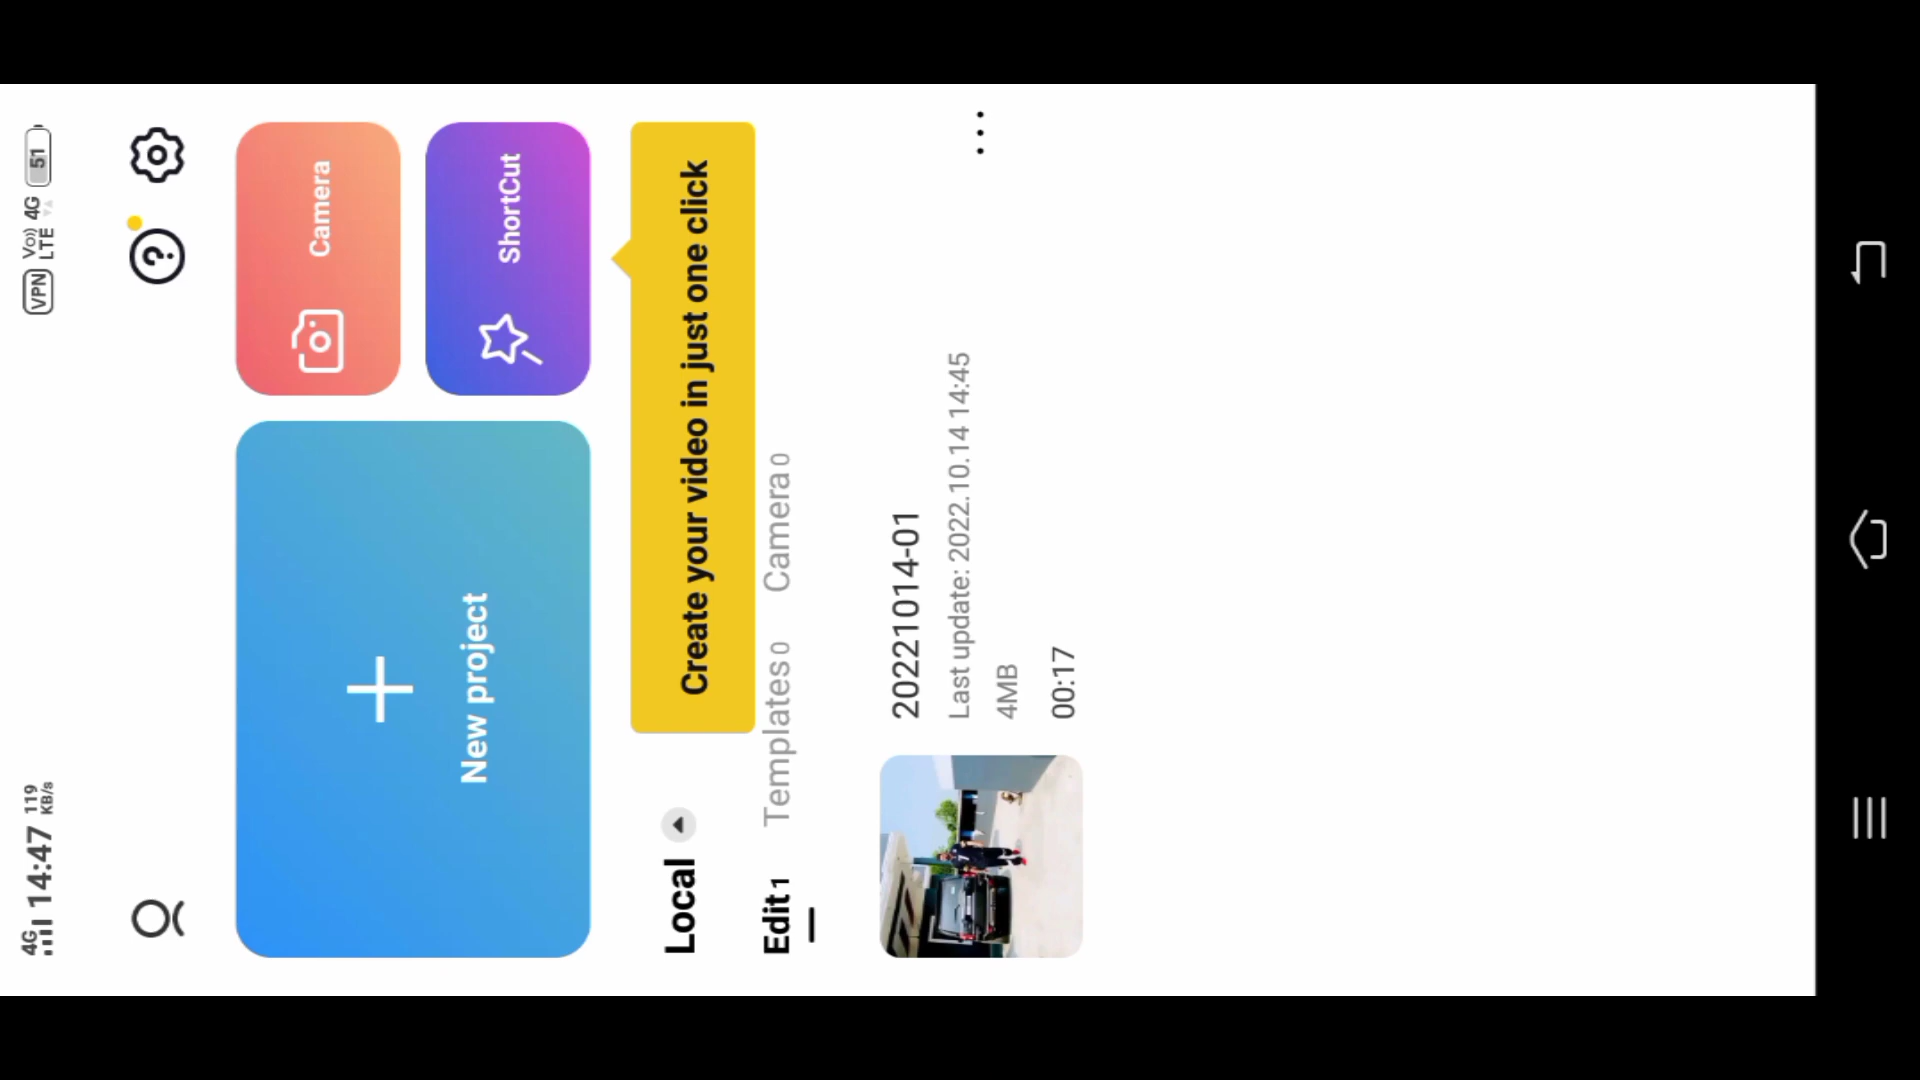 4G 14:47 119 KB/s VPN Vo)) LTE 4G 51
Camera
New project
ShortCut
Create your video in just one click
Local
Edit 1 Templates 0 Camera 0
20221014-01
Last update: 2022.10.14 14:45
4MB
00:17